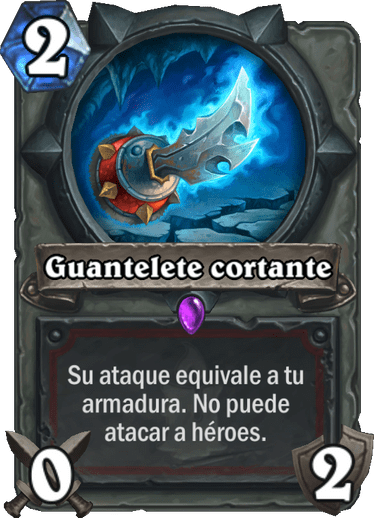 2
Guantelete cortante
Su ataque equivale a tu
armadura. No puede
atacar a héroes.
0
2